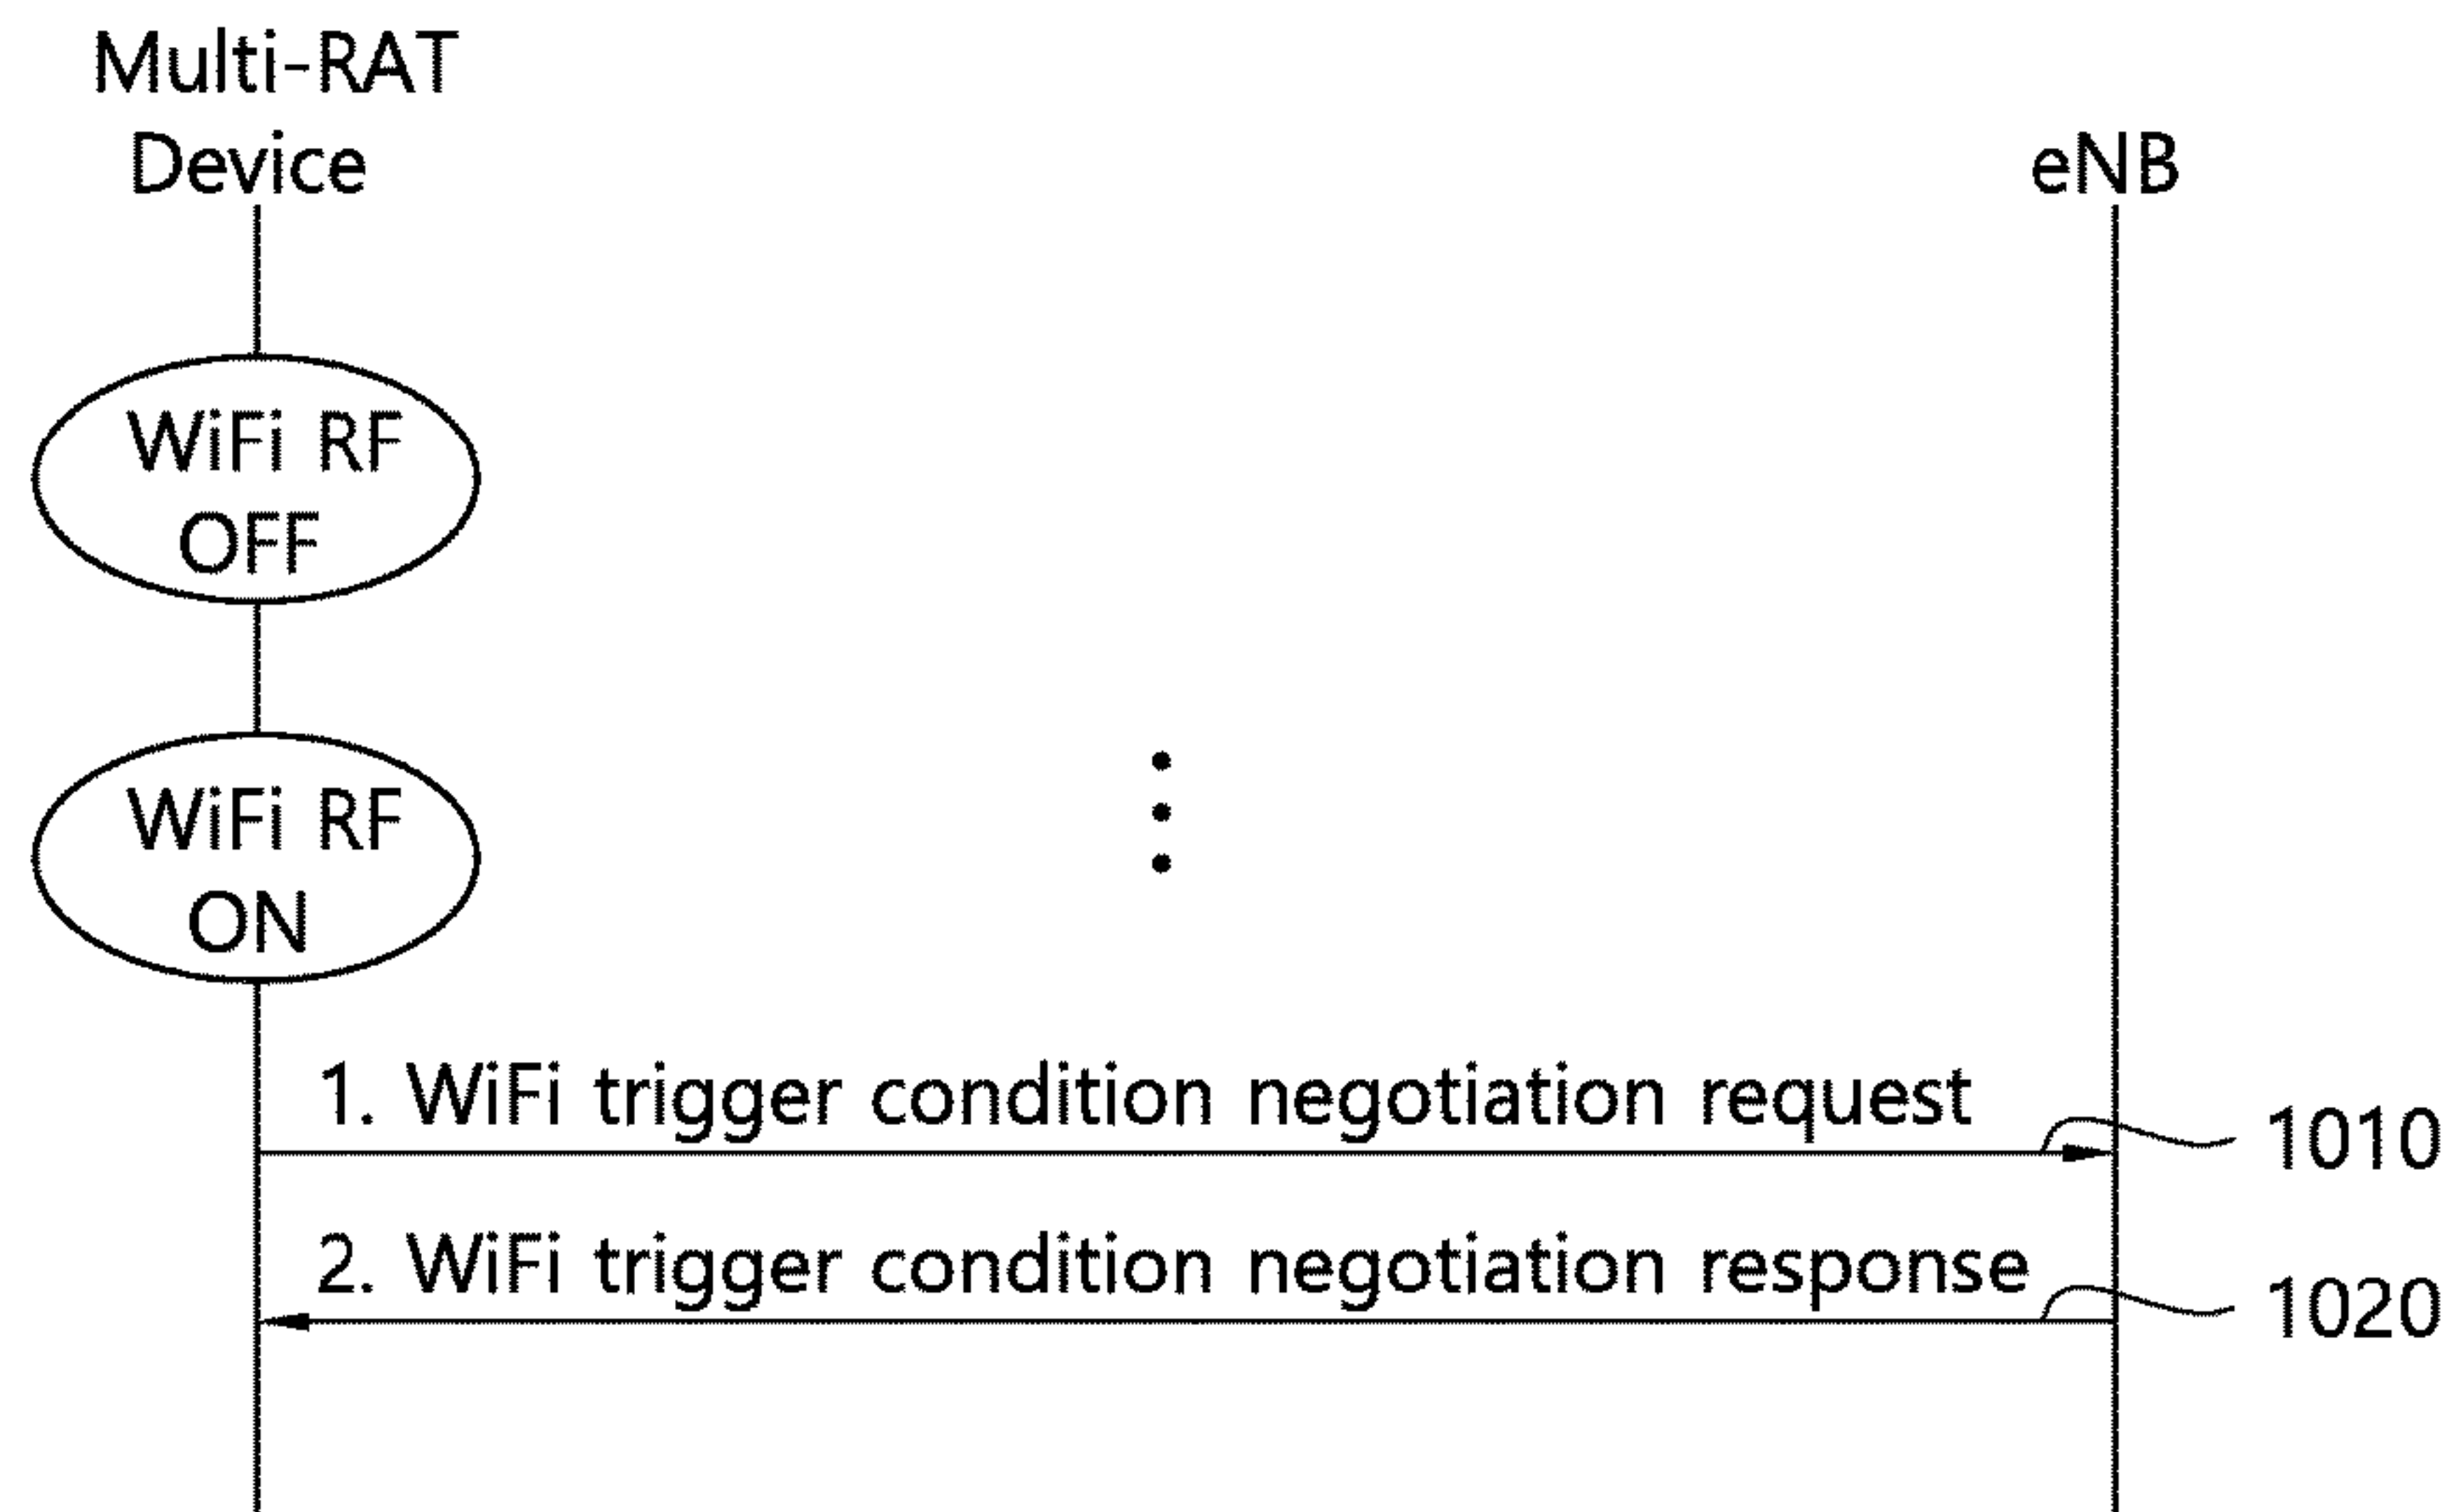 Multi-RAT
Device
eNB
WiFi RF
OFF
WiFi RF
ON
1. WiFi trigger condition negotiation request
1010
2. WiFi trigger condition negotiation response
1020